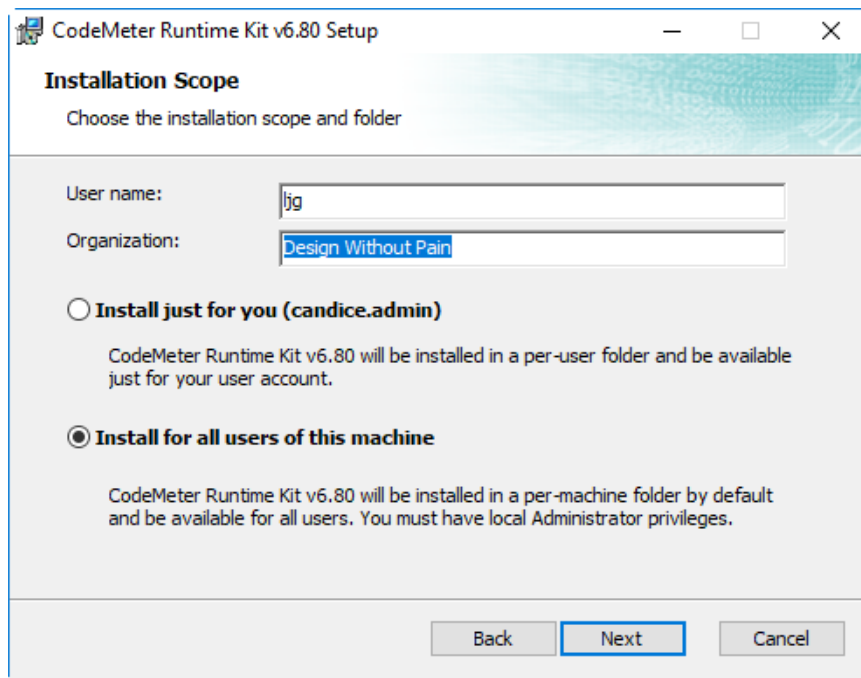 CodeMeter Runtime Kit v6.80 Setup
Installation Scope
Choose the installation scope and folder
User name:
ljg
Organization:
Design Without Pain
Install just for you (candice.admin)
CodeMeter Runtime Kit v6.80 will be installed in a per-user folder and be available
just for your user account.
Install for all users of this machine
CodeMeter Runtime Kit v6.80 will be installed in a per-machine folder by default
and be available for all users. You must have local Administrator privileges.
Back
Next
Cancel